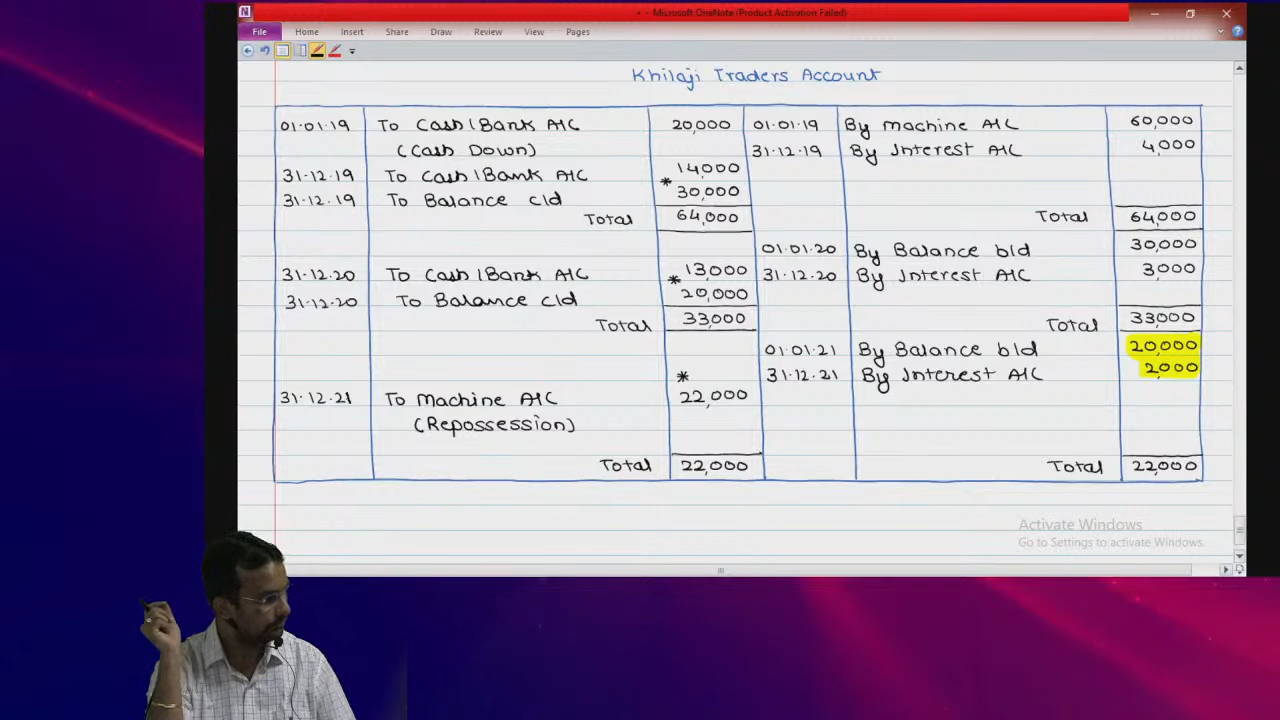 Microsoft OneNote (Product Activation Failed)
File Home Insert Share Draw Review View Pages
Khilaji Traders Account
01.01.19 To Cash/Bank A/C 20,000 01.01.19 By machine A/C 60,000
(Cash Down) 31.12.19 By Interest A/C 4,000
31.12.19 To Cash/Bank A/C 14,000
31.12.19 To Balance c/d * 30,000
Total 64,000 Total 64,000
01.01.20 By Balance b/d 30,000
31.12.20 To Cash/Bank A/C * 13,000 31.12.20 By Interest A/C 3,000
31.12.20 To Balance c/d 20,000
Total 33,000 Total 33,000
01.01.21 By Balance b/d 20,000
* 31.12.21 By Interest A/C 2,000
31.12.21 To Machine A/C 22,000
(Repossession)
Total 22,000 Total 22,000
Activate Windows
Go to Settings to activate Windows.